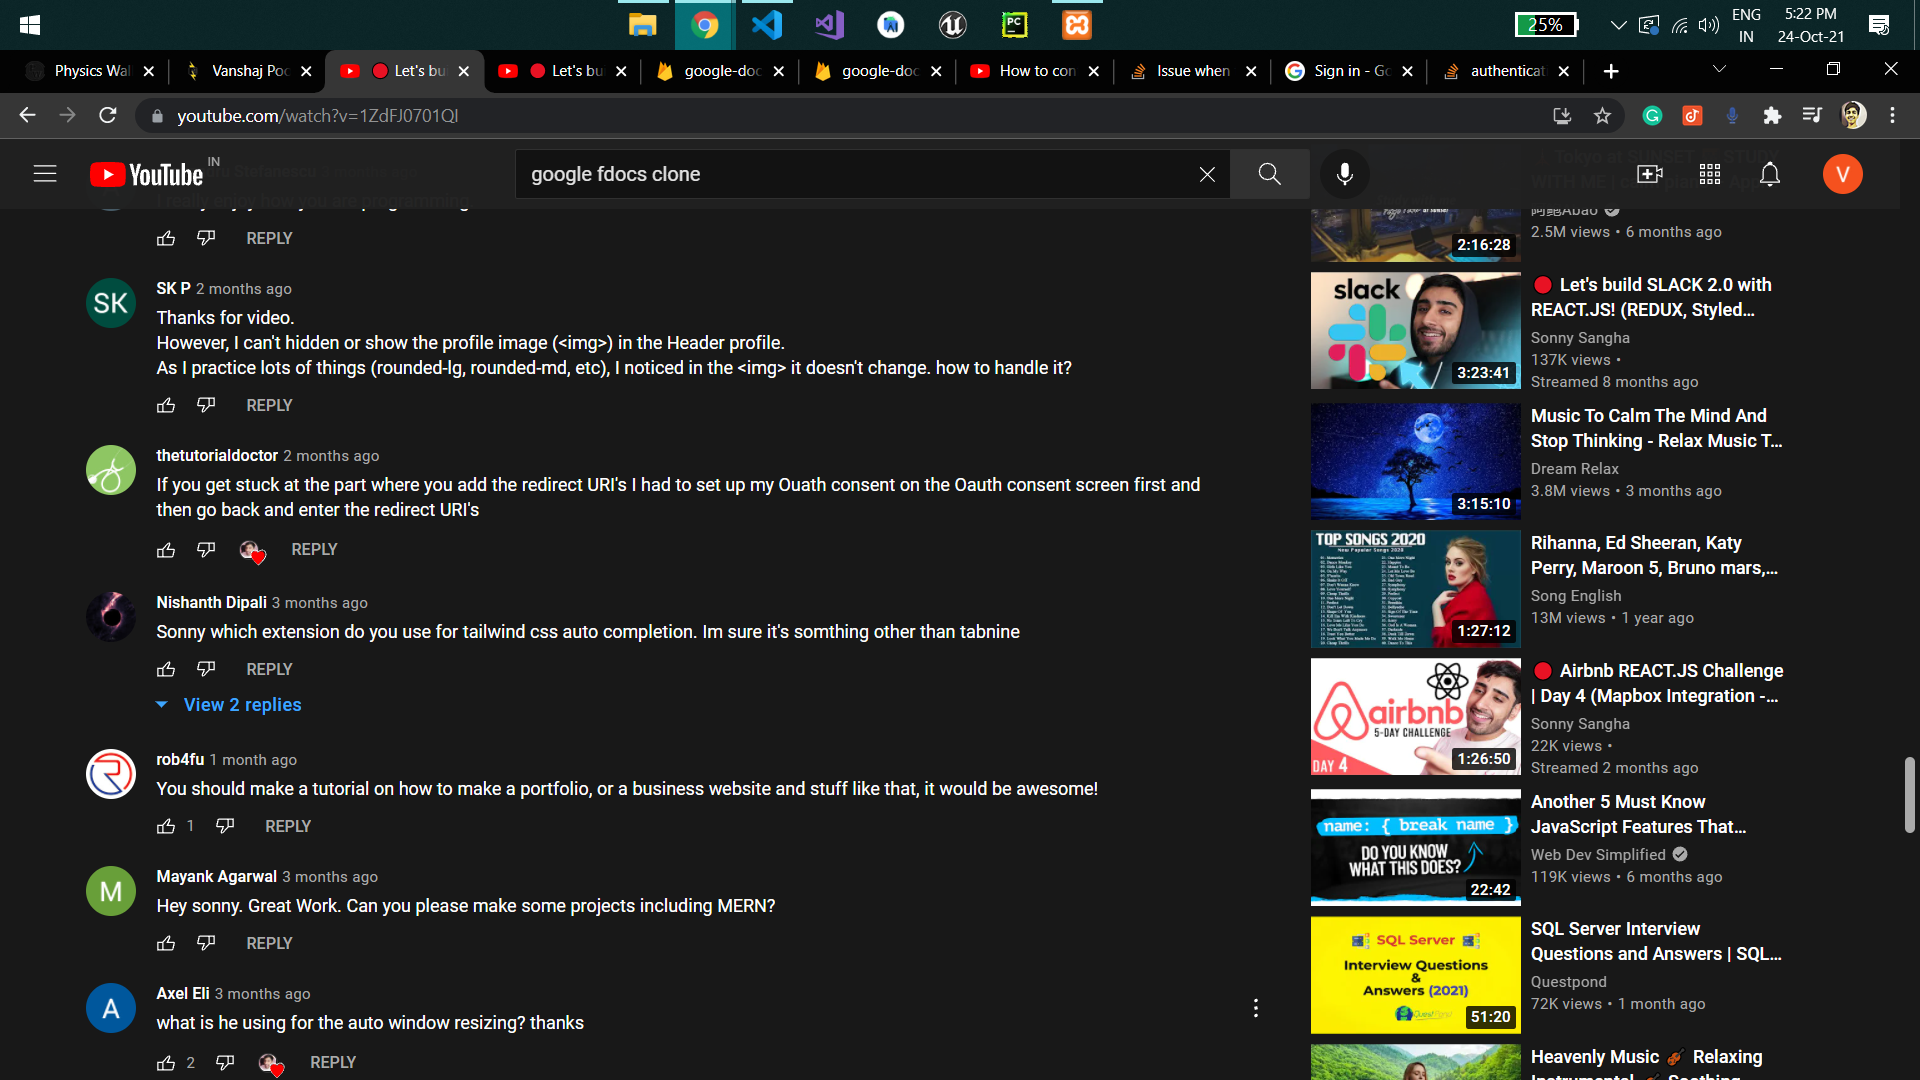 25%
ENG
IN
5:22 PM
24-Oct-21
Physics Wal
Vanshaj Poc
Let's bu
Let's bu
google-doc
google-doc
How to con
Issue when
Sign in - Go
authenticat
youtube.com/watch?v=1ZdFJ0701QI
YouTube
IN
google fdocs clone
V
I really enjoy how you are programming
REPLY
SK
SK P 2 months ago
Thanks for video.
However, I can't hidden or show the profile image (<img>) in the Header profile.
As I practice lots of things (rounded-lg, rounded-md, etc), I noticed in the <img> it doesn't change. how to handle it?
REPLY
thetutorialdoctor 2 months ago
If you get stuck at the part where you add the redirect URI's I had to set up my Ouath consent on the Oauth consent screen first and
then go back and enter the redirect URI's
REPLY
Nishanth Dipali 3 months ago
Sonny which extension do you use for tailwind css auto completion. Im sure it's somthing other than tabnine
REPLY
View 2 replies
rob4fu 1 month ago
You should make a tutorial on how to make a portfolio, or a business website and stuff like that, it would be awesome!
1
REPLY
M
Mayank Agarwal 3 months ago
Hey sonny. Great Work. Can you please make some projects including MERN?
REPLY
A
Axel Eli 3 months ago
what is he using for the auto window resizing? thanks
2
REPLY
2:16:28
阿鲍Abao
2.5M views • 6 months ago
slack
3:23:41
Let's build SLACK 2.0 with
REACT.JS! (REDUX, Styled...
Sonny Sangha
137K views •
Streamed 8 months ago
3:15:10
Music To Calm The Mind And
Stop Thinking - Relax Music T...
Dream Relax
3.8M views • 3 months ago
TOP SONGS 2020
New Popular Songs 2020
1:27:12
Rihanna, Ed Sheeran, Katy
Perry, Maroon 5, Bruno mars,...
Song English
13M views • 1 year ago
airbnb
5-DAY CHALLENGE
DAY 4
1:26:50
Airbnb REACT.JS Challenge
| Day 4 (Mapbox Integration -...
Sonny Sangha
22K views •
Streamed 2 months ago
name: { break name }
DO YOU KNOW
WHAT THIS DOES?
22:42
Another 5 Must Know
JavaScript Features That...
Web Dev Simplified
119K views • 6 months ago
SQL Server
Interview Questions
&
Answers (2021)
51:20
SQL Server Interview
Questions and Answers | SQL...
Questpond
72K views • 1 month ago
Heavenly Music 🎻 Relaxing
Instrumental 🎻 Soothing